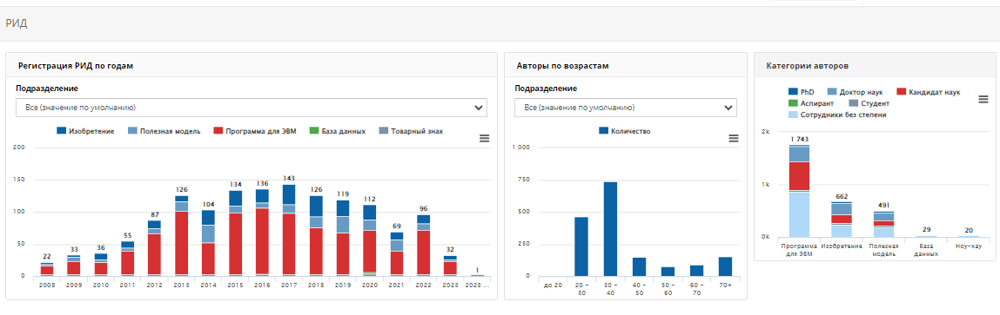 РИД
Регистрация РИД по годам
Подразделение
Все (значение по умолчанию)
Изобретение Полезная модель Программа для ЭВМ База данных Товарный знак
200
150
100
50
0
22 33 36 55 87 126 104 134 136 143 126 119 112 69 96 32 1
2008 2009 2010 2011 2012 2013 2014 2015 2016 2017 2018 2019 2020 2021 2022 2023 2023 ...
Авторы по возрастам
Подразделение
Все (значение по умолчанию)
Количество
1 000
750
500
250
0
до 20 20 – 30 30 – 40 40 – 50 50 – 60 60 – 70 70+
Категории авторов
PhD Доктор наук Кандидат наук
Аспирант Студент
Сотрудники без степени
2k
1k
0k
1 743 662 491 29 20
Программа для ЭВМ Изобретение Полезная модель База данных Ноу-хау